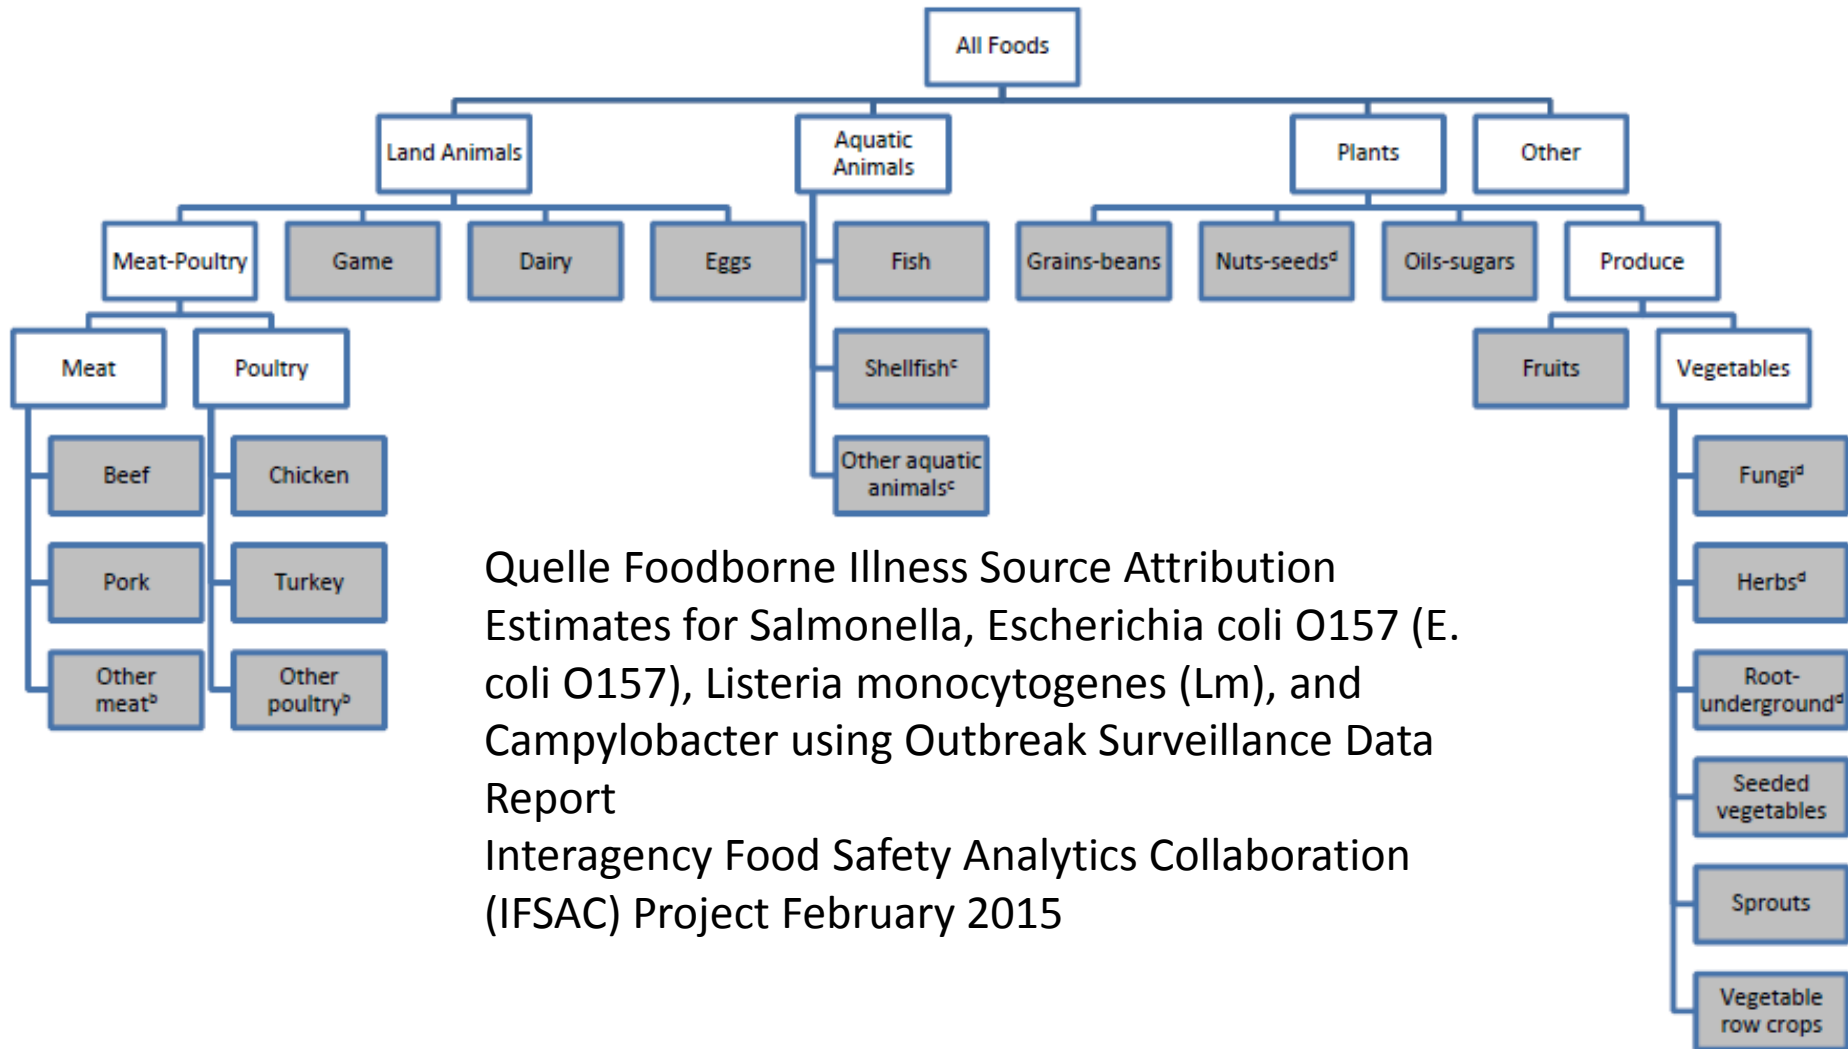 All Foods
Land Animals
Aquatic
Animals
Plants
Other
Meat-Poultry
Game
Dairy
Eggs
Fish
Grains-beans
Nuts-seedsᵈ
Oils-sugars
Produce
Meat
Poultry
Shellfishᶜ
Fruits
Vegetables
Beef
Chicken
Other aquatic
animalsᶜ
Fungiᵈ
Pork
Turkey
Herbsᵈ
Other
meatᵇ
Other
poultryᵇ
Root-
undergroundᵈ
Seeded
vegetables
Sprouts
Vegetable
row crops
Quelle Foodborne Illness Source Attribution
Estimates for Salmonella, Escherichia coli O157 (E.
coli O157), Listeria monocytogenes (Lm), and
Campylobacter using Outbreak Surveillance Data
Report
Interagency Food Safety Analytics Collaboration
(IFSAC) Project February 2015